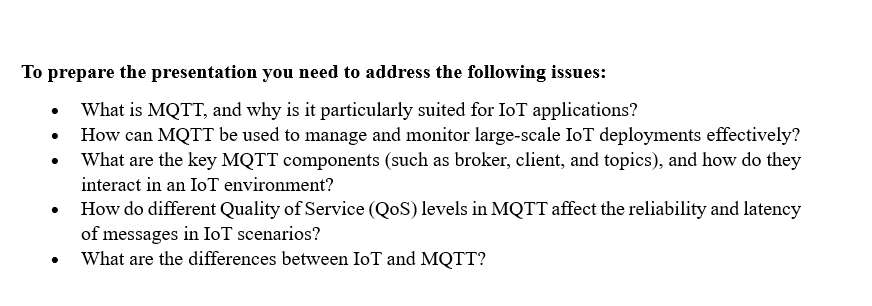 To prepare the presentation you need to address the following issues:
• What is MQTT, and why is it particularly suited for IoT applications?
• How can MQTT be used to manage and monitor large-scale IoT deployments effectively?
• What are the key MQTT components (such as broker, client, and topics), and how do they
interact in an IoT environment?
• How do different Quality of Service (QoS) levels in MQTT affect the reliability and latency
of messages in IoT scenarios?
• What are the differences between IoT and MQTT?